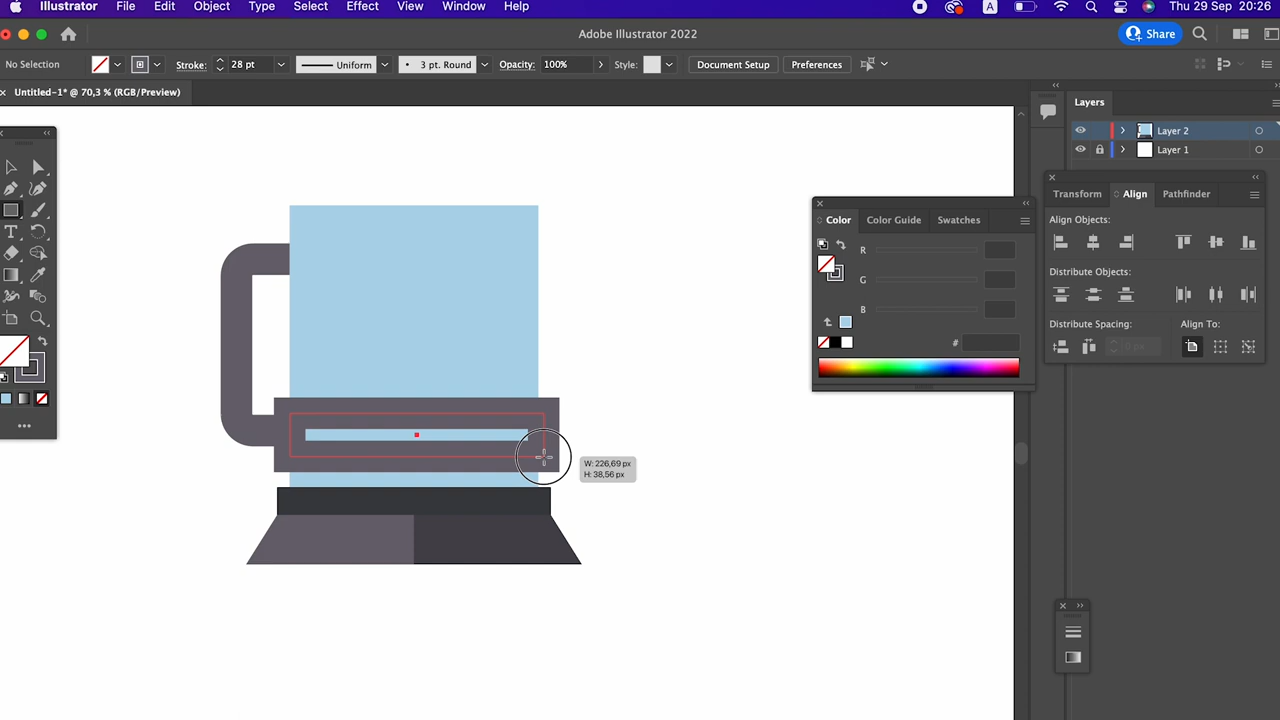 Illustrator File Edit Object Type Select Effect View Window Help A Thu 29 Sep 20:26
Adobe Illustrator 2022
Share
No Selection Stroke: 28 pt Uniform 3 pt. Round Opacity: 100% Style: Document Setup Preferences
Untitled-1* @ 70,3 % (RGB/Preview)
Layers
Layer 2
Layer 1
Transform Align Pathfinder
Align Objects:
Distribute Objects:
Distribute Spacing: Align To:
0 px
Color Color Guide Swatches
R
G
B
#
W: 226,69 px
H: 38,56 px